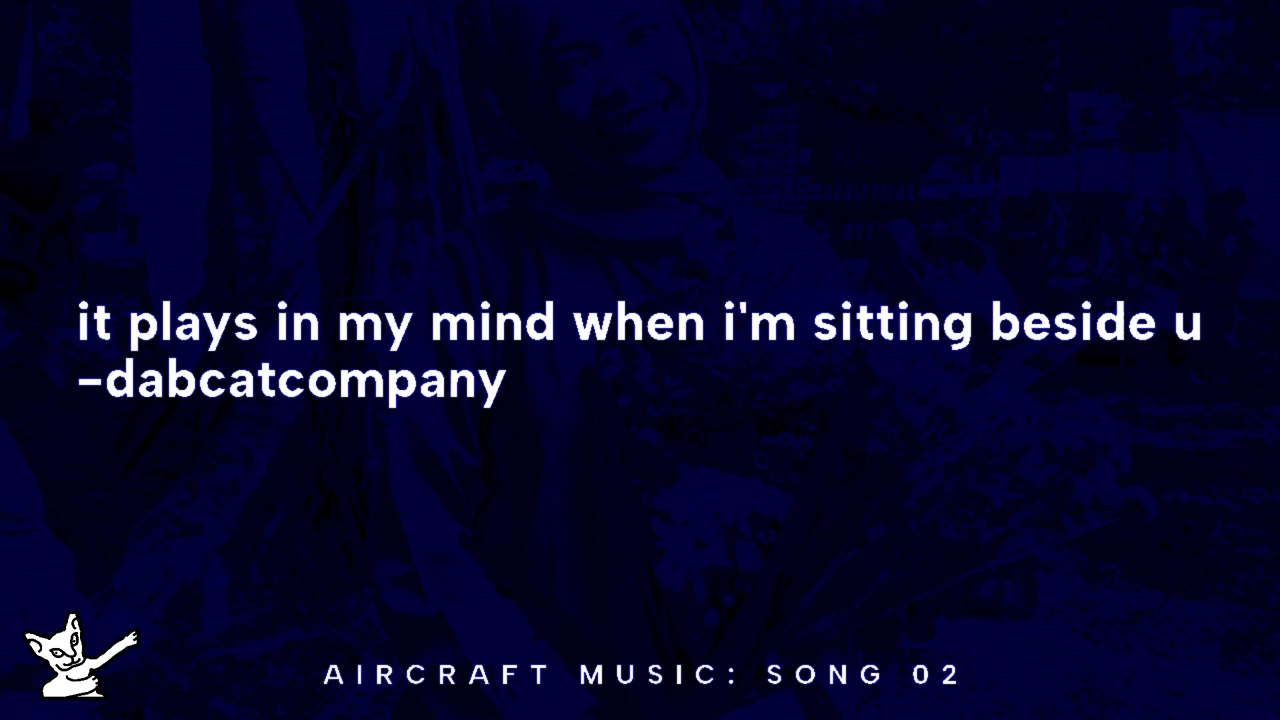 it plays in my mind when i'm sitting beside u
–dabcatcompany
AIRCRAFT MUSIC: SONG 02